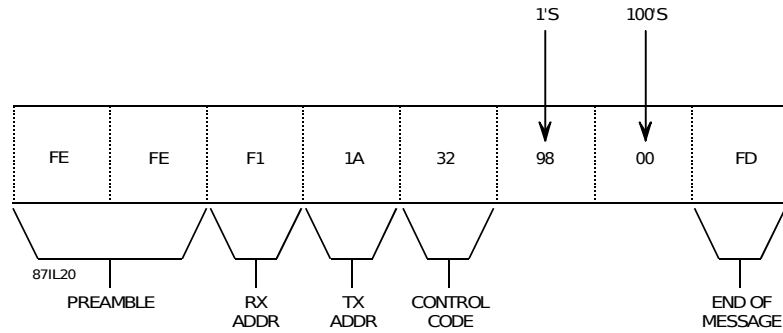 1'S 100'S
FE FE F1 1A 32 98 00 FD
87IL20
PREAMBLE RX TX CONTROL END OF
ADDR ADDR CODE MESSAGE